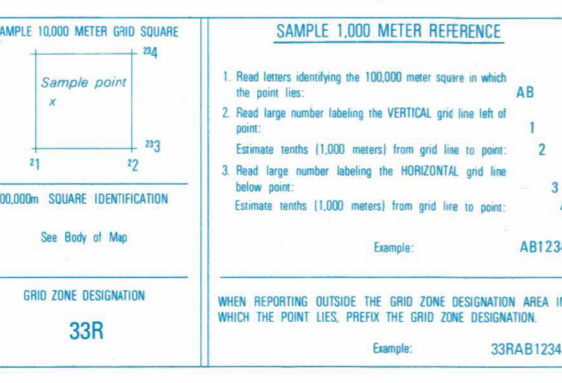 AMPLE 10,000 METER GRID SQUARE
234
Sample point
x
233
21
22
00,000m SQUARE IDENTIFICATION
See Body of Map
GRID ZONE DESIGNATION
33R
SAMPLE 1,000 METER REFERENCE
1. Read letters identifying the 100,000 meter square in which
the point lies: AB
2. Read large number labeling the VERTICAL grid line left of
point: 1
Estimate tenths (1,000 meters) from grid line to point: 2
3. Read large number labeling the HORIZONTAL grid line
below point: 3
Estimate tenths (1,000 meters) from grid line to point:
Example: AB123
WHEN REPORTING OUTSIDE THE GRID ZONE DESIGNATION AREA I
WHICH THE POINT LIES, PREFIX THE GRID ZONE DESIGNATION.
Example: 33RAB1234